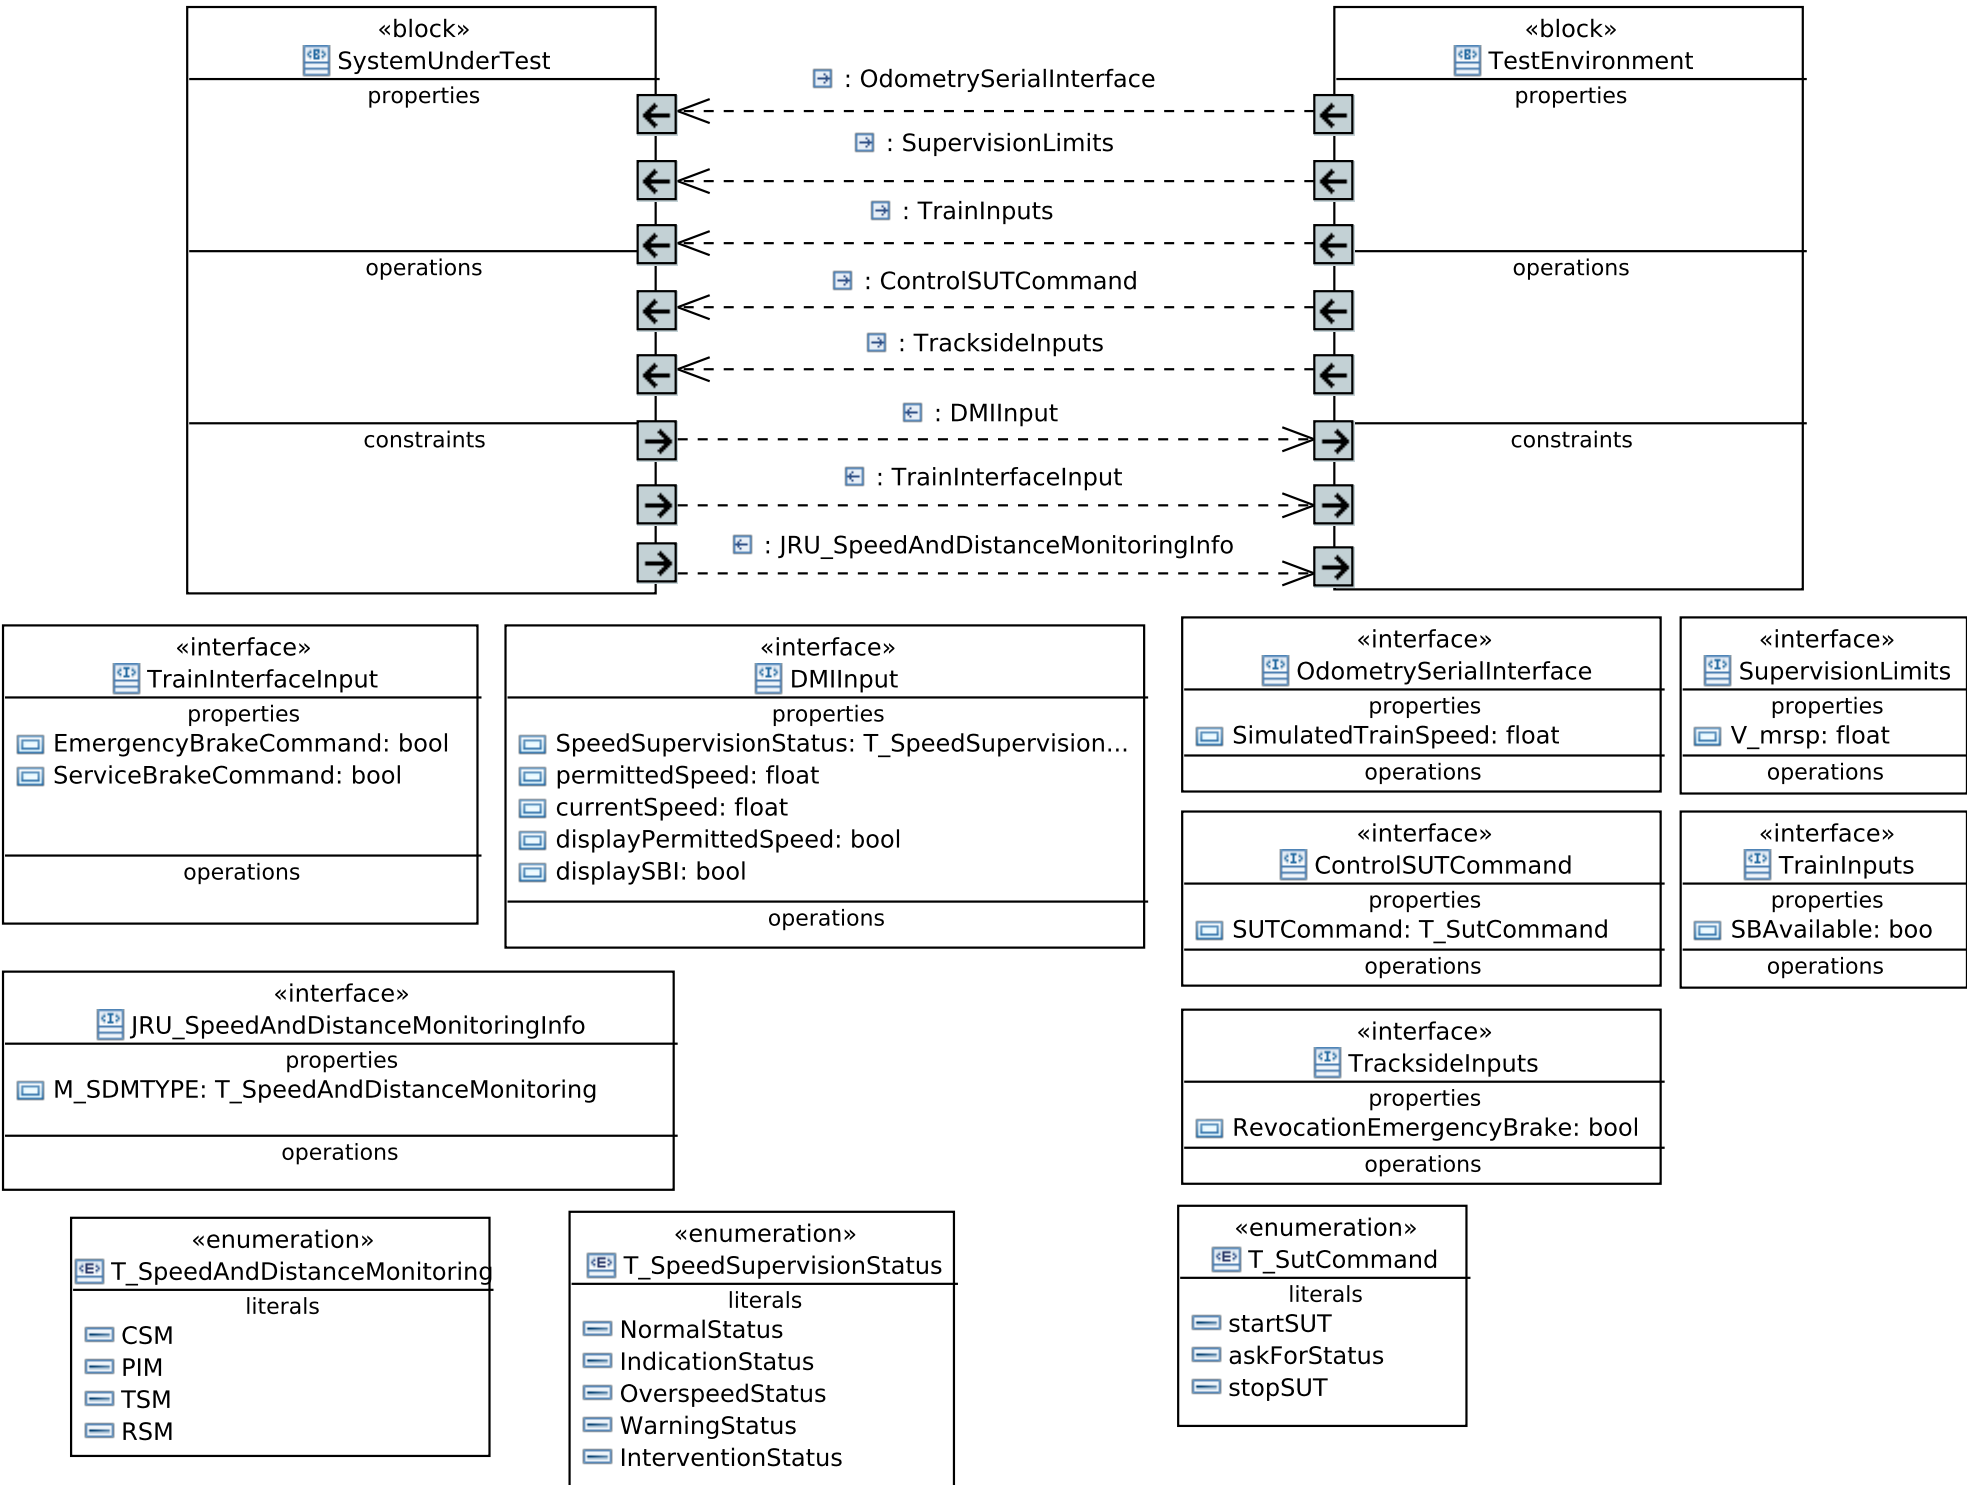 «block»
SystemUnderTest
properties
operations
constraints
: OdometrySerialInterface
: SupervisionLimits
: TrainInputs
: ControlSUTCommand
: TracksideInputs
: DMIInput
: TrainInterfaceInput
: JRU_SpeedAndDistanceMonitoringInfo
«block»
TestEnvironment
properties
operations
constraints
«interface»
TrainInterfaceInput
properties
EmergencyBrakeCommand: bool
ServiceBrakeCommand: bool
operations
«interface»
DMIInput
properties
SpeedSupervisionStatus: T_SpeedSupervision...
permittedSpeed: float
currentSpeed: float
displayPermittedSpeed: bool
displaySBI: bool
operations
«interface»
OdometrySerialInterface
properties
SimulatedTrainSpeed: float
operations
«interface»
SupervisionLimits
properties
V_mrsp: float
operations
«interface»
ControlSUTCommand
properties
SUTCommand: T_SutCommand
operations
«interface»
TrainInputs
properties
SBAvailable: boo
operations
«interface»
JRU_SpeedAndDistanceMonitoringInfo
properties
M_SDMTYPE: T_SpeedAndDistanceMonitoring
operations
«interface»
TracksideInputs
properties
RevocationEmergencyBrake: bool
operations
«enumeration»
T_SpeedAndDistanceMonitoring
literals
CSM
PIM
TSM
RSM
«enumeration»
T_SpeedSupervisionStatus
literals
NormalStatus
IndicationStatus
OverspeedStatus
WarningStatus
InterventionStatus
«enumeration»
T_SutCommand
literals
startSUT
askForStatus
stopSUT